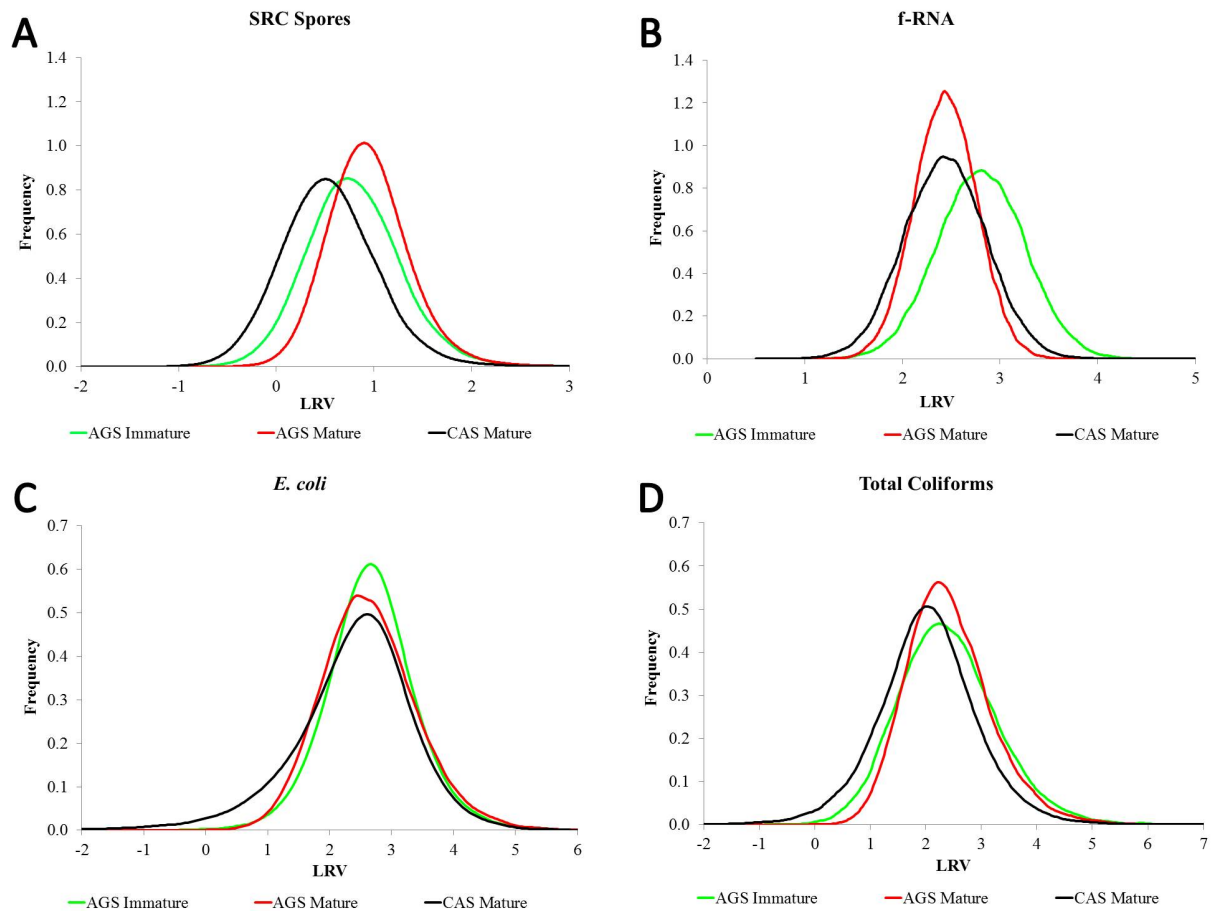 A
SRC Spores
1.4
1.2
1.0
0.8
0.6
0.4
0.2
0.0
Frequency
-2 -1 0 1 2 3
LRV
AGS Immature AGS Mature CAS Mature
B
f-RNA
1.4
1.2
1.0
0.8
0.6
0.4
0.2
0.0
Frequency
0 1 2 3 4 5
LRV
AGS Immature AGS Mature CAS Mature
C
E. coli
0.7
0.6
0.5
0.4
0.3
0.2
0.1
0.0
Frequency
-2 -1 0 1 2 3 4 5 6
LRV
AGS Immature AGS Mature CAS Mature
D
Total Coliforms
0.7
0.6
0.5
0.4
0.3
0.2
0.1
0.0
Frequency
-2 -1 0 1 2 3 4 5 6 7
LRV
AGS Immature AGS Mature CAS Mature